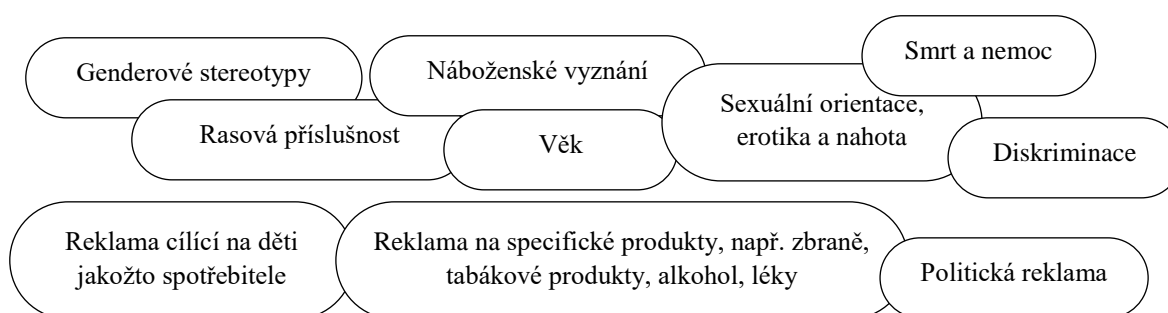 Genderové stereotypy
Náboženské vyznání
Smrt a nemoc
Rasová příslušnost
Věk
Sexuální orientace,
erotika a nahota
Diskriminace
Reklama cílící na děti
jakožto spotřebitele
Reklama na specifické produkty, např. zbraně,
tabákové produkty, alkohol, léky
Politická reklama